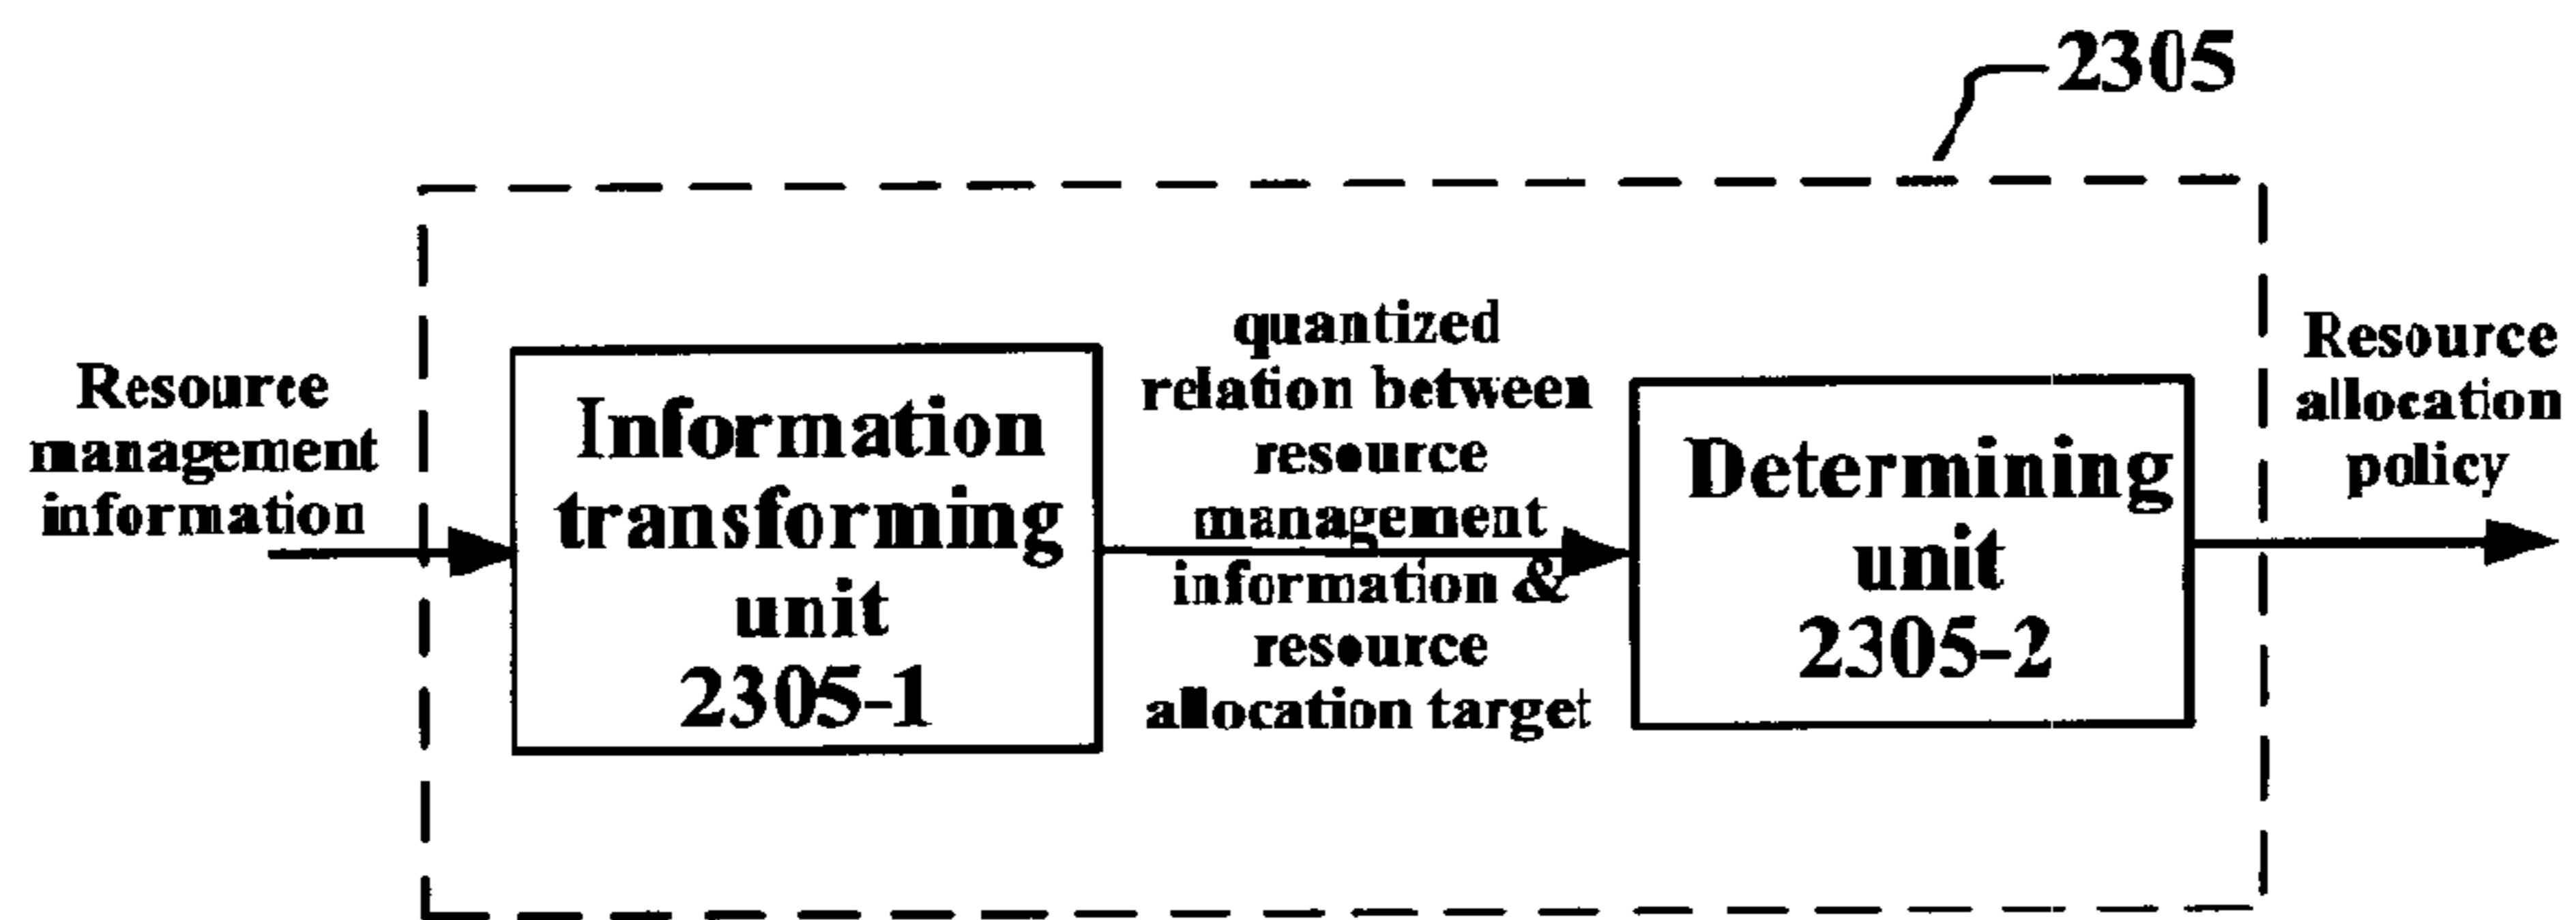 2305
Resource
management
information
Information
transforming
unit
2305-1
quantized
relation between
resource
management
information &
resource
allocation target
Determining
unit
2305-2
Resource
allocation
policy